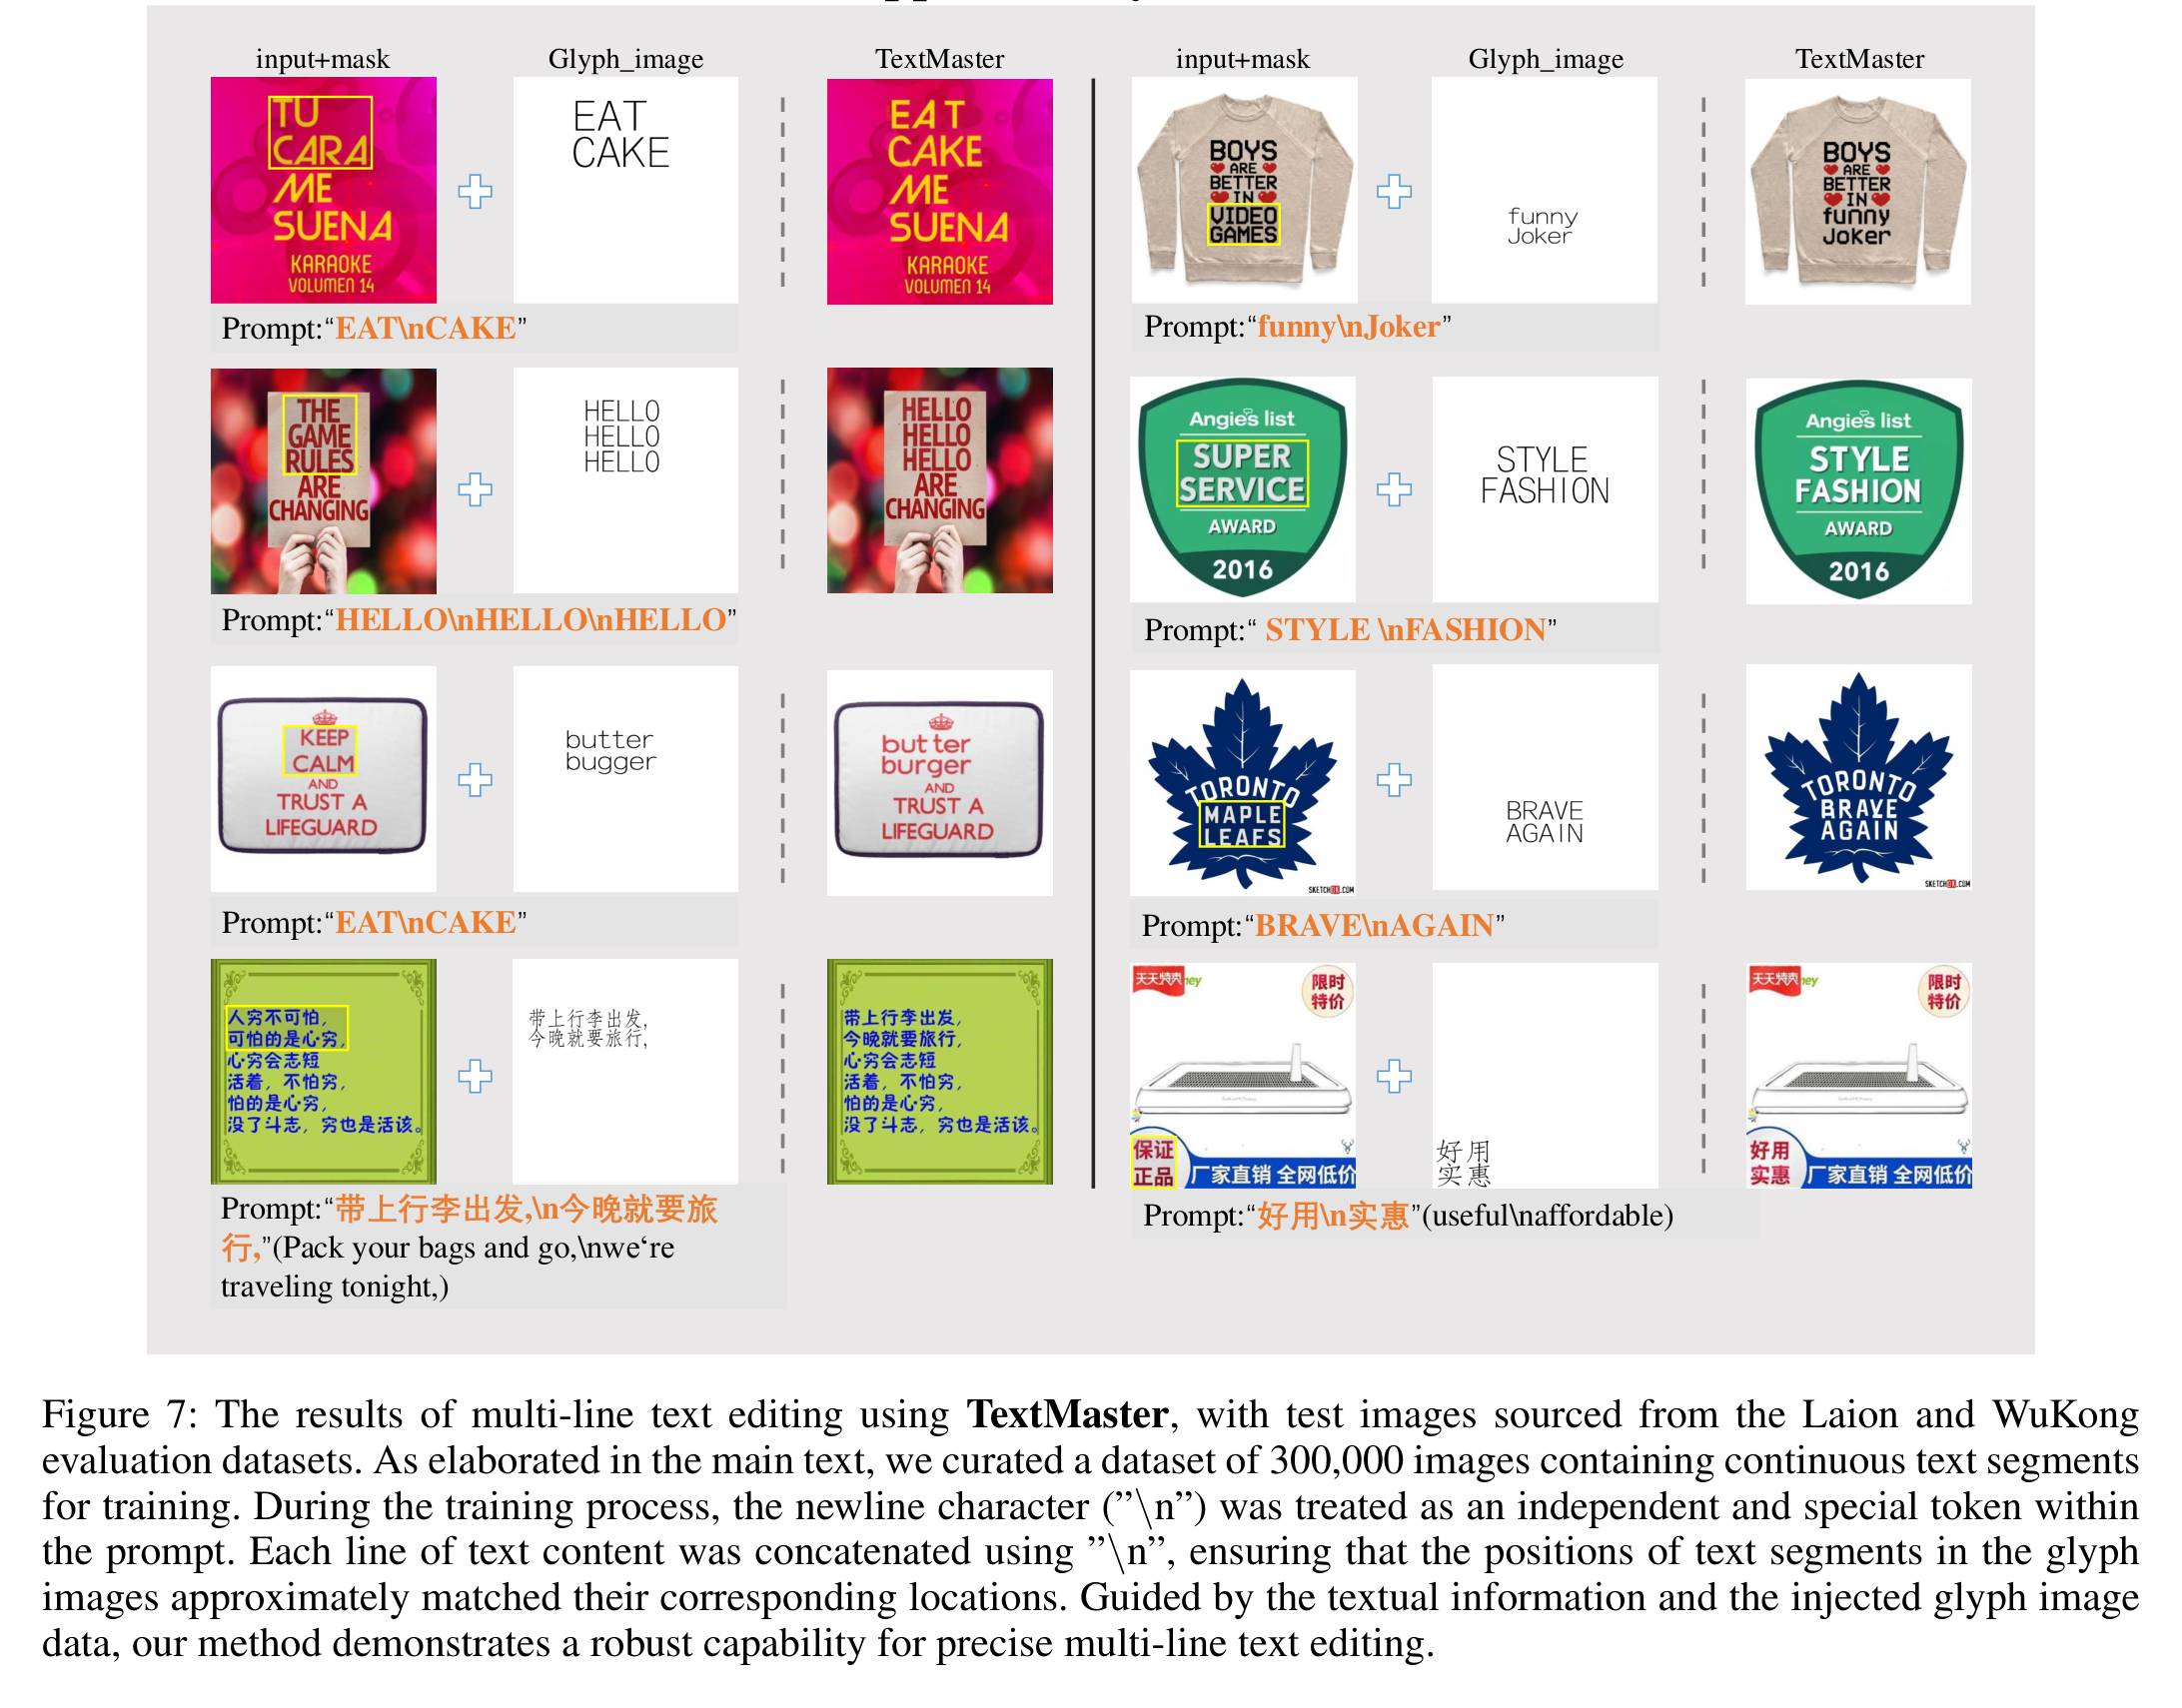 input+mask Glyph_image TextMaster input+mask Glyph_image TextMaster
TU
CARA
ME
SUENA
KARAOKE
VOLUMEN 14
EAT
CAKE
EAT
CAKE
ME
SUENA
KARAOKE
VOLUMEN 14
Prompt:“EAT\nCAKE”
BOYS
ARE
BETTER
IN
VIDEO
GAMES
funny
Joker
BOYS
ARE
BETTER
IN
funny
Joker
Prompt:“funny\nJoker”
THE
GAME
RULES
ARE
CHANGING
HELLO
HELLO
HELLO
HELLO
HELLO
HELLO
ARE
CHANGING
Prompt:“HELLO\nHELLO\nHELLO”
Angie's list
SUPER
SERVICE
AWARD
2016
STYLE
FASHION
Angie's list
STYLE
FASHION
AWARD
2016
Prompt:“ STYLE \nFASHION”
KEEP
CALM
AND
TRUST A
LIFEGUARD
butter
bugger
butter
burger
AND
TRUST A
LIFEGUARD
Prompt:“EAT\nCAKE”
TORONTO
MAPLE
LEAFS
SKETCHOK.COM
BRAVE
AGAIN
TORONTO
BRAVE
AGAIN
SKETCHOK.COM
Prompt:“BRAVE\nAGAIN”
人穷不可怕，
可怕的是心穷，
心穷会志短
活着，不怕穷，
怕的是心穷，
没了斗志，穷也是活该。
带上行李出发,
今晚就要旅行,
带上行李出发，
今晚就要旅行，
心穷会志短
活着，不怕穷，
怕的是心穷，
没了斗志，穷也是活该。
Prompt:“带上行李出发,\n今晚就要旅
行,”(Pack your bags and go,\nwe‘re
traveling tonight,)
天天特卖 ney
限时
特价
保证
正品
厂家直销 全网低价
好用
实惠
天天特卖 ney
限时
特价
好用
实惠
厂家直销 全网低价
Prompt:“好用\n实惠”(useful\naffordable)
Figure 7: The results of multi-line text editing using TextMaster, with test images sourced from the Laion and WuKong
evaluation datasets. As elaborated in the main text, we curated a dataset of 300,000 images containing continuous text segments
for training. During the training process, the newline character (”\n”) was treated as an independent and special token within
the prompt. Each line of text content was concatenated using ”\n”, ensuring that the positions of text segments in the glyph
images approximately matched their corresponding locations. Guided by the textual information and the injected glyph image
data, our method demonstrates a robust capability for precise multi-line text editing.